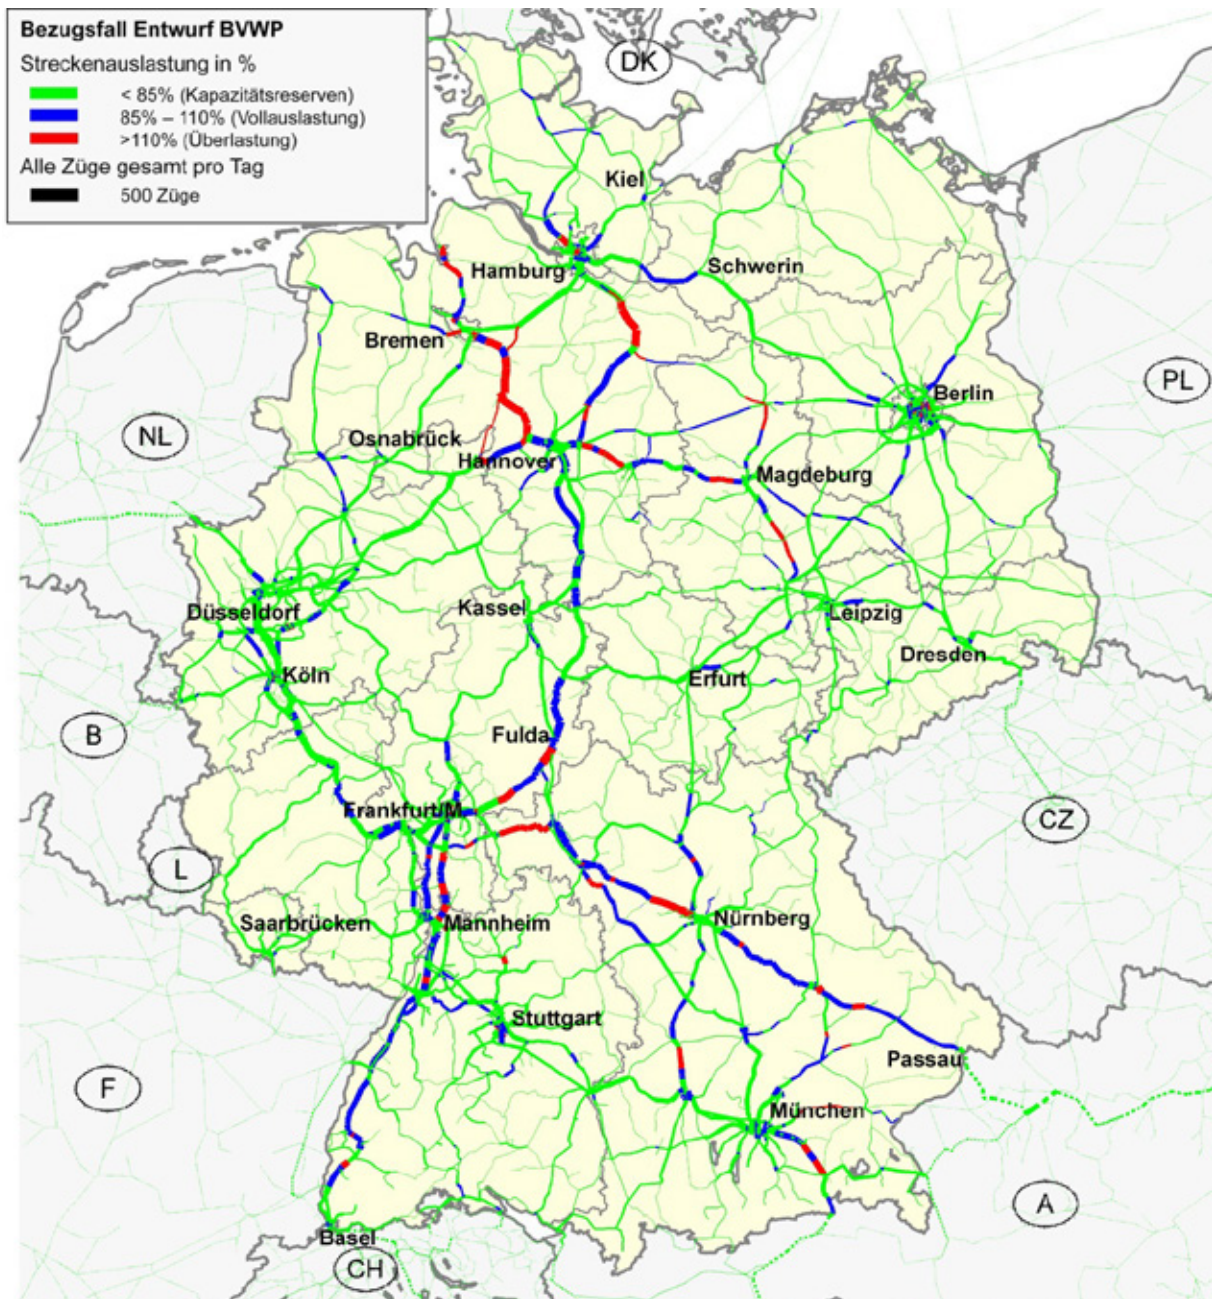 Bezugsfall Entwurf BVWP
Streckenauslastung in %
< 85% (Kapazitätsreserven)
85% – 110% (Vollauslastung)
>110% (Überlastung)
Alle Züge gesamt pro Tag
500 Züge
DK
Kiel
Hamburg
Schwerin
Bremen
PL
Berlin
NL
Osnabrück
Hannover
Magdeburg
Düsseldorf
Kassel
Leipzig
Dresden
Köln
Erfurt
B
Fulda
Frankfurt/M.
CZ
L
Saarbrücken
Mannheim
Nürnberg
Stuttgart
Passau
F
München
A
Basel
CH